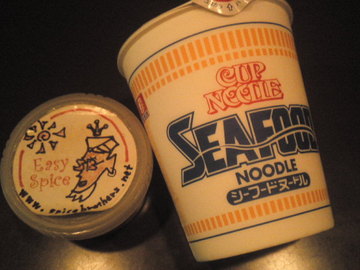 CUP
NOODLE
SEAFOOD
NOODLE
シーフードヌードル
Easy
Spice
www.spicebrothers.net